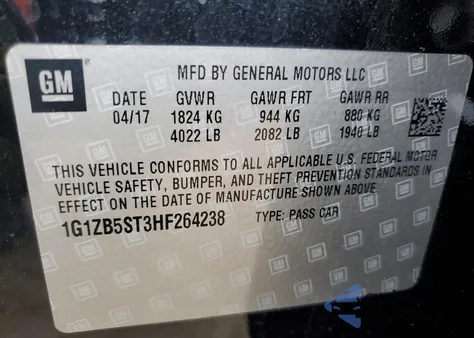 GM
MFD BY GENERAL MOTORS LLC
DATE GVWR GAWR FRT GAWR RR
04/17 1824 KG 944 KG 880 KG
4022 LB 2082 LB 1940 LB
THIS VEHICLE CONFORMS TO ALL APPLICABLE U.S. FEDERAL MOTOR
VEHICLE SAFETY, BUMPER, AND THEFT PREVENTION STANDARDS IN
EFFECT ON THE DATE OF MANUFACTURE SHOWN ABOVE.
1G1ZB5ST3HF264238 TYPE: PASS CAR